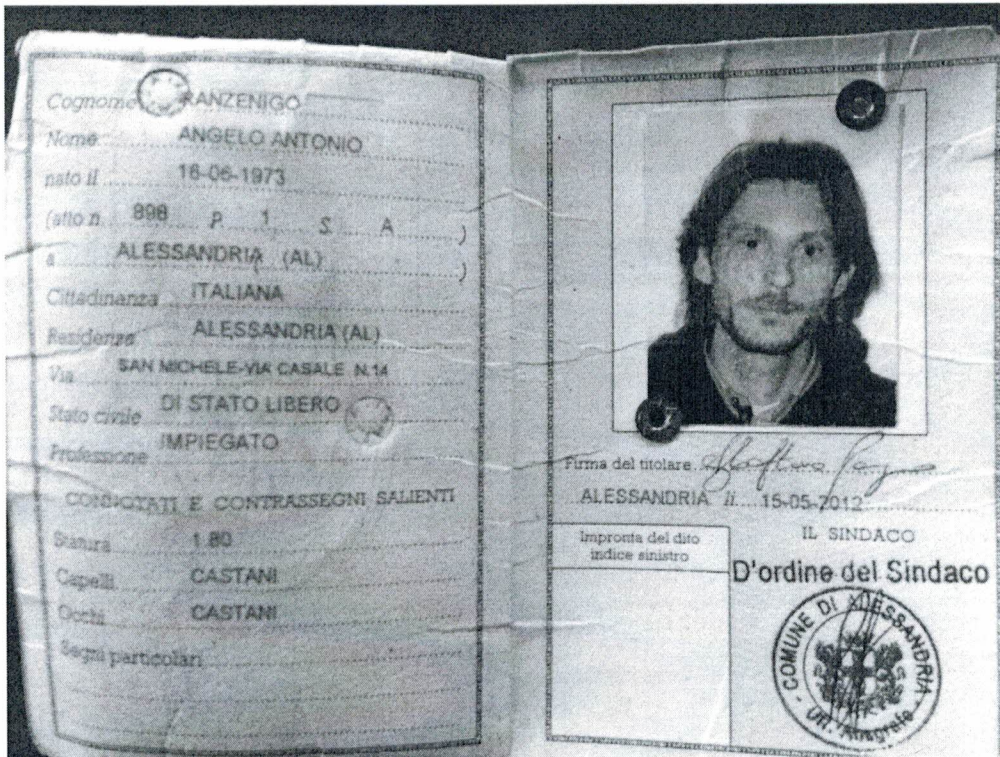 Cognome RANZENIGO
Nome ANGELO ANTONIO
nato il 16-06-1973
(atto n. 898 P. 1 S. A )
a ALESSANDRIA (AL) )
Cittadinanza ITALIANA
Residenza ALESSANDRIA (AL)
Via SAN MICHELE-VIA CASALE N.14
Stato civile DI STATO LIBERO
Professione IMPIEGATO
CONNOTATI E CONTRASSEGNI SALIENTI
Statura 1.80
Capelli CASTANI
Occhi CASTANI
Segni particolari
Firma del titolare
ALESSANDRIA li 15-05-2012
Impronta del dito
indice sinistro
IL SINDACO
D'ordine del Sindaco
COMUNE DI ALESSANDRIA
Uff. Anagrafe